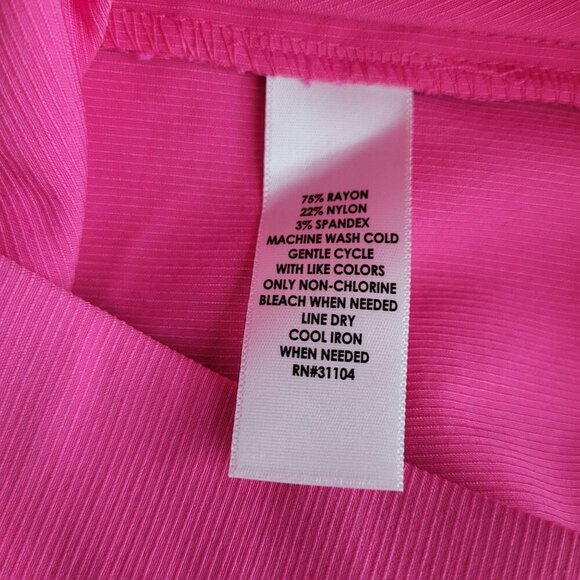 75% RAYON
22% NYLON
3% SPANDEX
MACHINE WASH COLD
GENTLE CYCLE
WITH LIKE COLORS
ONLY NON-CHLORINE
BLEACH WHEN NEEDED
LINE DRY
COOL IRON
WHEN NEEDED
RN#31104